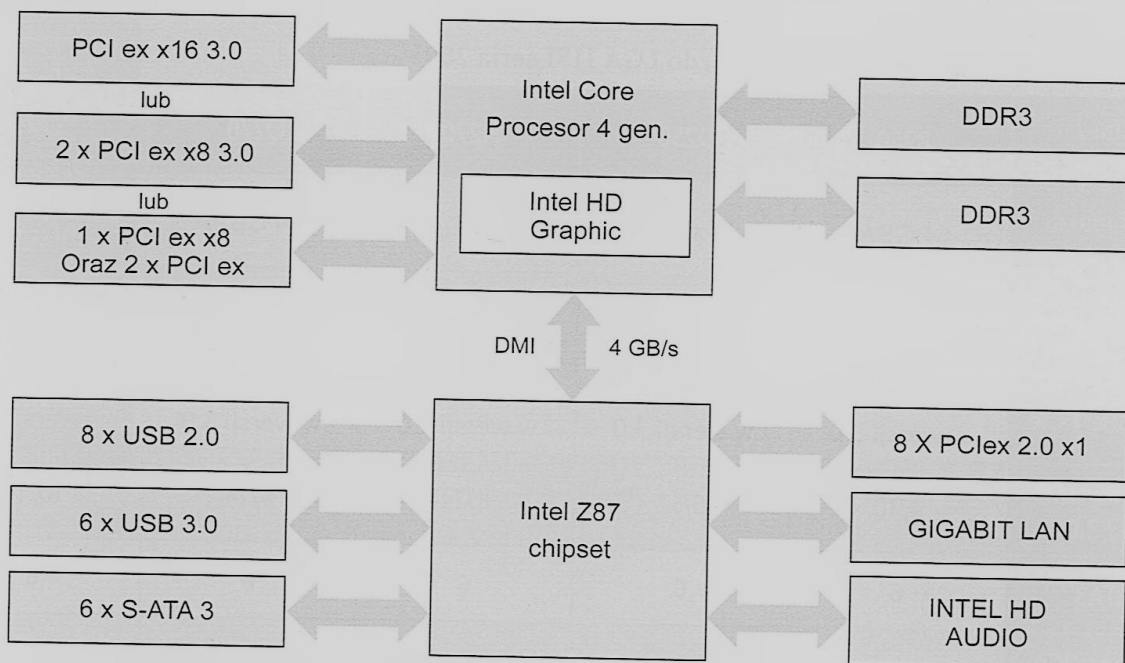 PCI ex x16 3.0
lub
2 x PCI ex x8 3.0
lub
1 x PCI ex x8
Oraz 2 x PCI ex
Intel Core
Procesor 4 gen.
Intel HD
Graphic
DDR3
DDR3
DMI 4 GB/s
8 x USB 2.0
6 x USB 3.0
6 x S-ATA 3
Intel Z87
chipset
8 X PCIex 2.0 x1
GIGABIT LAN
INTEL HD
AUDIO